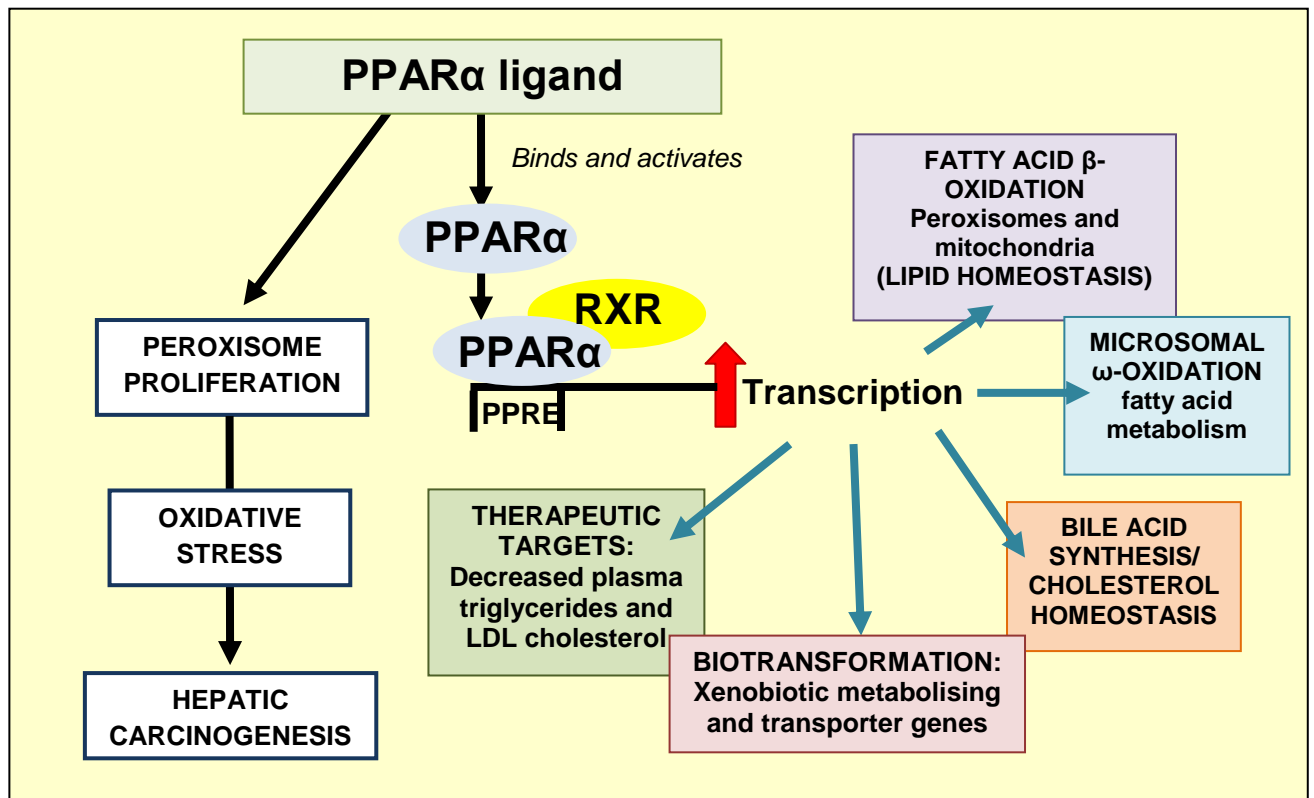 PPARα ligand
Binds and activates
PPARα
RXR
PPARα
PPRE
Transcription
PEROXISOME
PROLIFERATION
OXIDATIVE
STRESS
HEPATIC
CARCINOGENESIS
FATTY ACID β-
OXIDATION
Peroxisomes and
mitochondria
(LIPID HOMEOSTASIS)
MICROSOMAL
ω-OXIDATION
fatty acid
metabolism
BILE ACID
SYNTHESIS/
CHOLESTEROL
HOMEOSTASIS
THERAPEUTIC
TARGETS:
Decreased plasma
triglycerides and
LDL cholesterol
BIOTRANSFORMATION:
Xenobiotic metabolising
and transporter genes